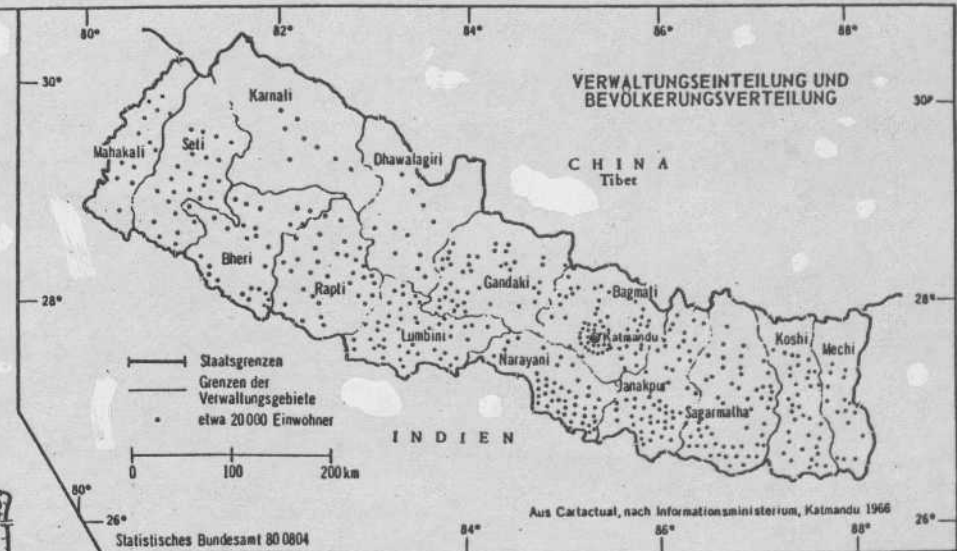 80°
82°
84°
86°
88°
30°
30°
VERWALTUNGSEINTEILUNG UND
BEVÖLKERUNGSVERTEILUNG
Karnali
Mahakali
Seti
Dhawalagiri
CHINA
Tibet
Bheri
Rapti
Gandaki
Bagmati
28°
28°
Lumbini
Katmandu
Koshi
Mechi
Narayani
Janakpur
Sagarmatha
Staatsgrenzen
Grenzen der
Verwaltungsgebiete
etwa 20 000 Einwohner
INDIEN
0 100 200 km
80°
26°
84°
86°
88°
26°
Aus Cartactual, nach Informationsministerium, Katmandu 1966
Statistisches Bundesamt 80 0804